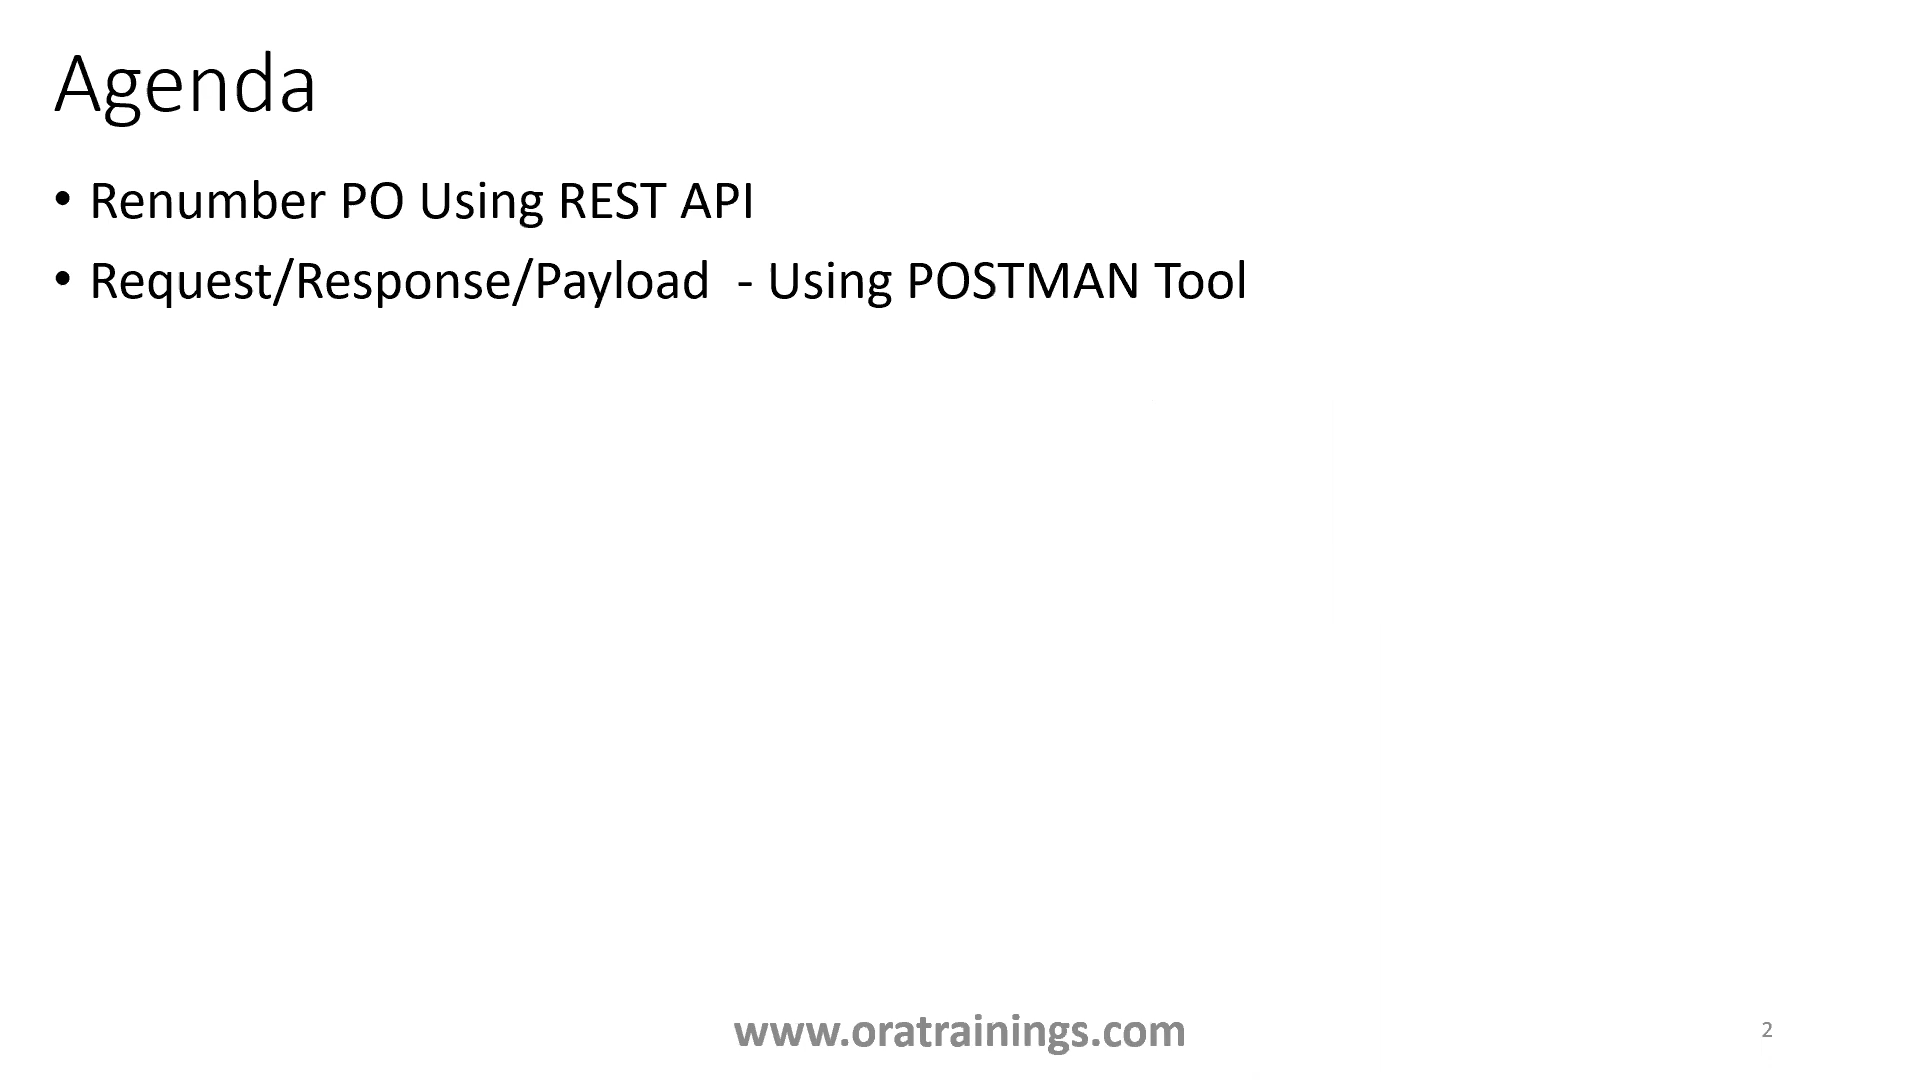 Agenda
• Renumber PO Using REST API
• Request/Response/Payload  - Using POSTMAN Tool
www.oratrainings.com
2